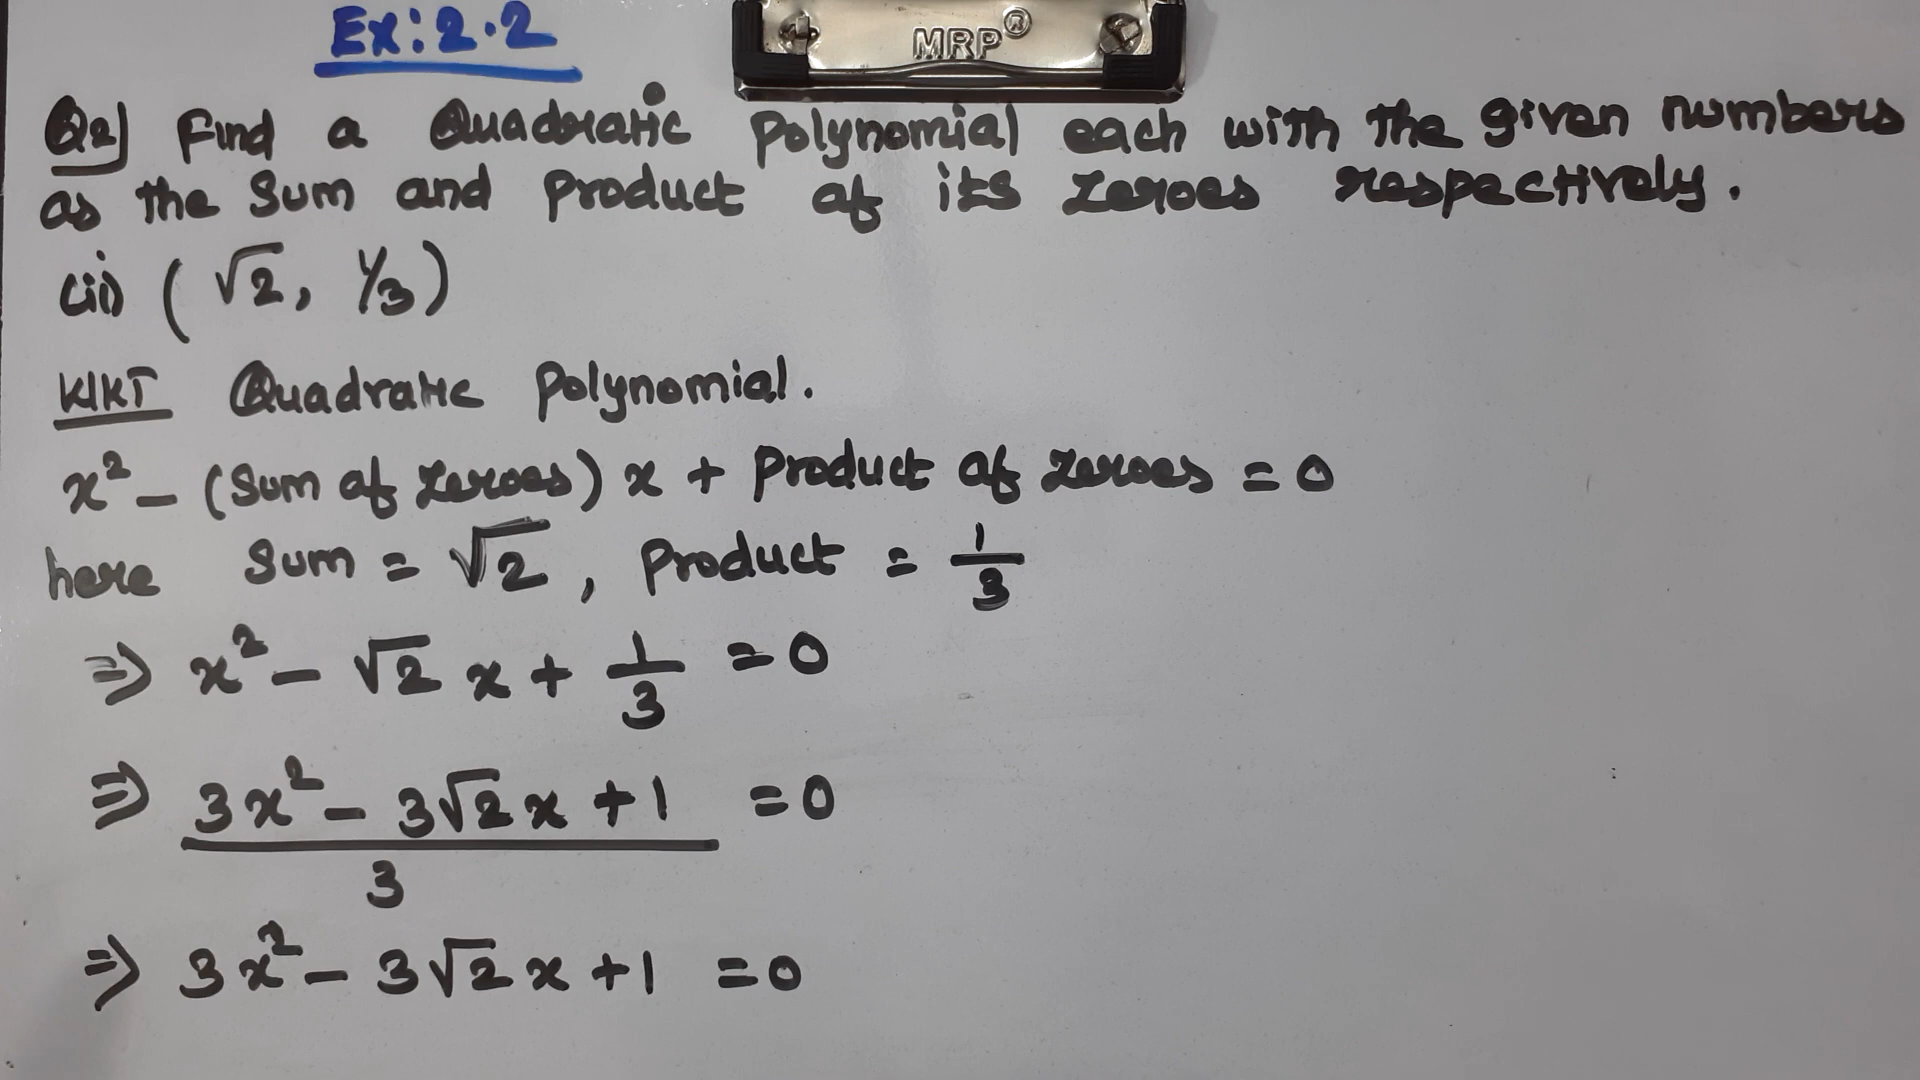 Ex: 2.2
MRP®
Q2) Find a Quadratic Polynomial each with the given numbers
as the Sum and Product of its Zeroes respectively.
(ii) (√2, 1/3)
WKT Quadratic Polynomial.
x² - (Sum of Zeroes) x + Product of Zeroes = 0
here Sum = √2, Product = 1/3
⇒ x² - √2 x + 1/3 = 0
⇒ (3x² - 3√2 x + 1)/3 = 0
⇒ 3x² - 3√2 x + 1 = 0